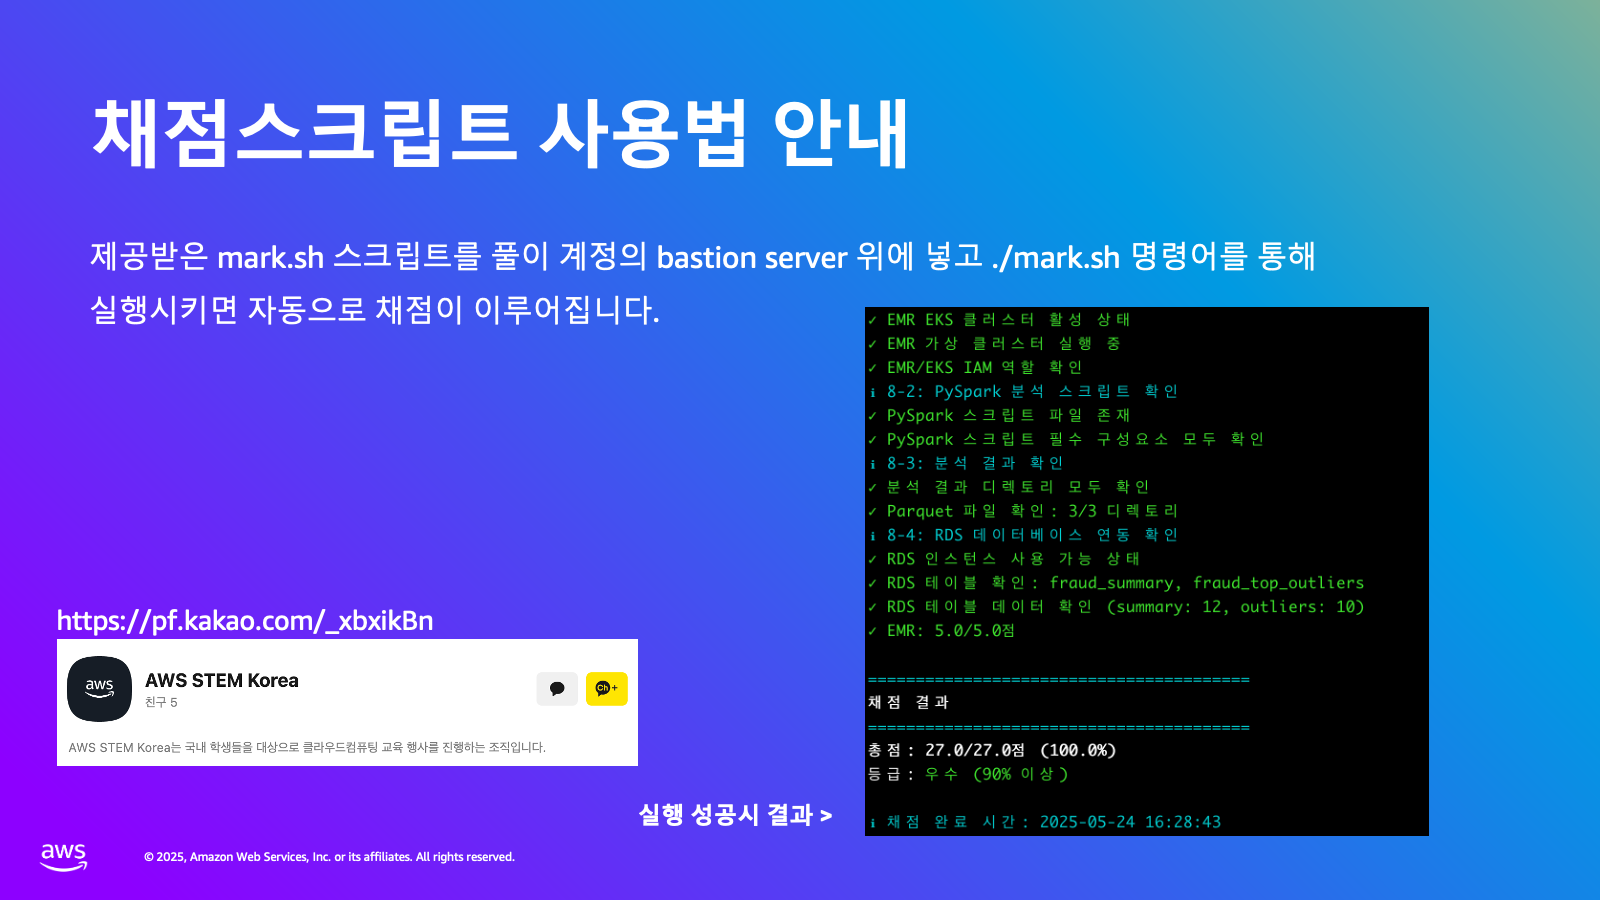 채점스크립트 사용법 안내
제공받은 mark.sh 스크립트를 풀이 계정의 bastion server 위에 넣고 ./mark.sh 명령어를 통해
실행시키면 자동으로 채점이 이루어집니다.
✓ EMR EKS 클러스터 활성 상태
✓ EMR 가상 클러스터 실행 중
✓ EMR/EKS IAM 역할 확인
ℹ 8-2: PySpark 분석 스크립트 확인
✓ PySpark 스크립트 파일 존재
✓ PySpark 스크립트 필수 구성요소 모두 확인
ℹ 8-3: 분석 결과 확인
✓ 분석 결과 디렉토리 모두 확인
✓ Parquet 파일 확인: 3/3 디렉토리
ℹ 8-4: RDS 데이터베이스 연동 확인
✓ RDS 인스턴스 사용 가능 상태
✓ RDS 테이블 확인: fraud_summary, fraud_top_outliers
✓ RDS 테이블 데이터 확인 (summary: 12, outliers: 10)
✓ EMR: 5.0/5.0점
========================================
채점 결과
========================================
총점: 27.0/27.0점 (100.0%)
등급: 우수 (90% 이상)
ℹ 채점 완료 시간: 2025-05-24 16:28:43
https://pf.kakao.com/_xbxikBn
aws
AWS STEM Korea
친구 5
Ch+
AWS STEM Korea는 국내 학생들을 대상으로 클라우드컴퓨팅 교육 행사를 진행하는 조직입니다.
실행 성공시 결과 >
aws
© 2025, Amazon Web Services, Inc. or its affiliates. All rights reserved.